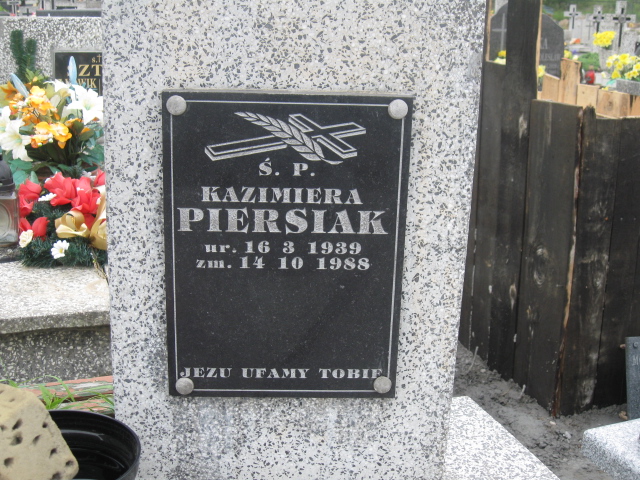 Ś. P.
KAZIMIERA
PIERSIAK
ur. 16 3 1939
zm. 14 10 1988
JEZU UFAMY TOBIE